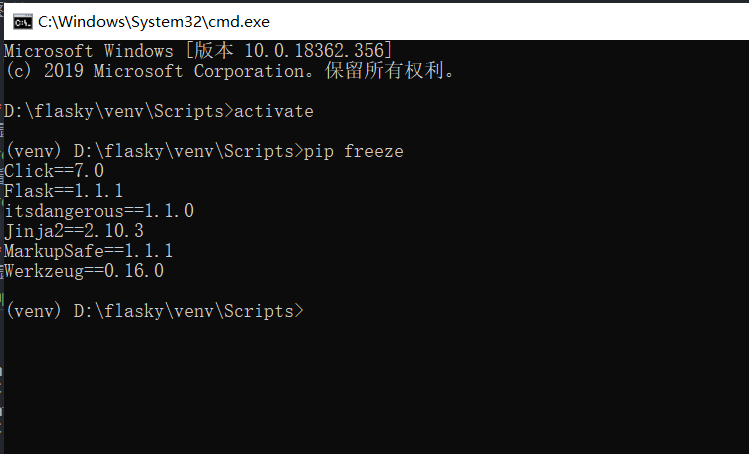 C:\Windows\System32\cmd.exe
Microsoft Windows [版本 10.0.18362.356]
(c) 2019 Microsoft Corporation。保留所有权利。
D:\flasky\venv\Scripts>activate
(venv) D:\flasky\venv\Scripts>pip freeze
Click==7.0
Flask==1.1.1
itsdangerous==1.1.0
Jinja2==2.10.3
MarkupSafe==1.1.1
Werkzeug==0.16.0
(venv) D:\flasky\venv\Scripts>